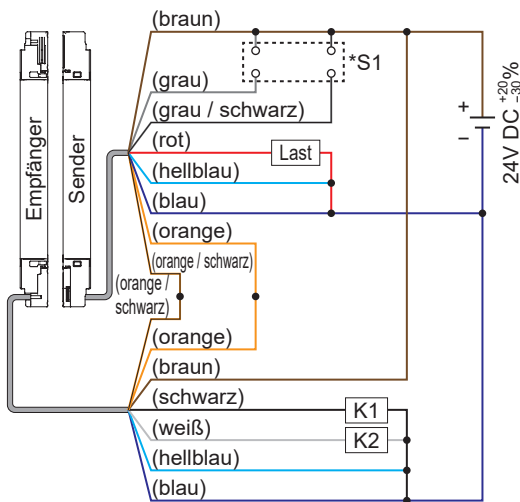 (braun)
*S1
(grau)
(grau / schwarz)
(rot)
Last
(hellblau)
(blau)
(orange)
(orange / schwarz)
(orange /
schwarz)
(orange)
(braun)
(schwarz)
K1
(weiß)
K2
(hellblau)
(blau)
Empfänger
Sender
+
−
24V DC +20 −30 %